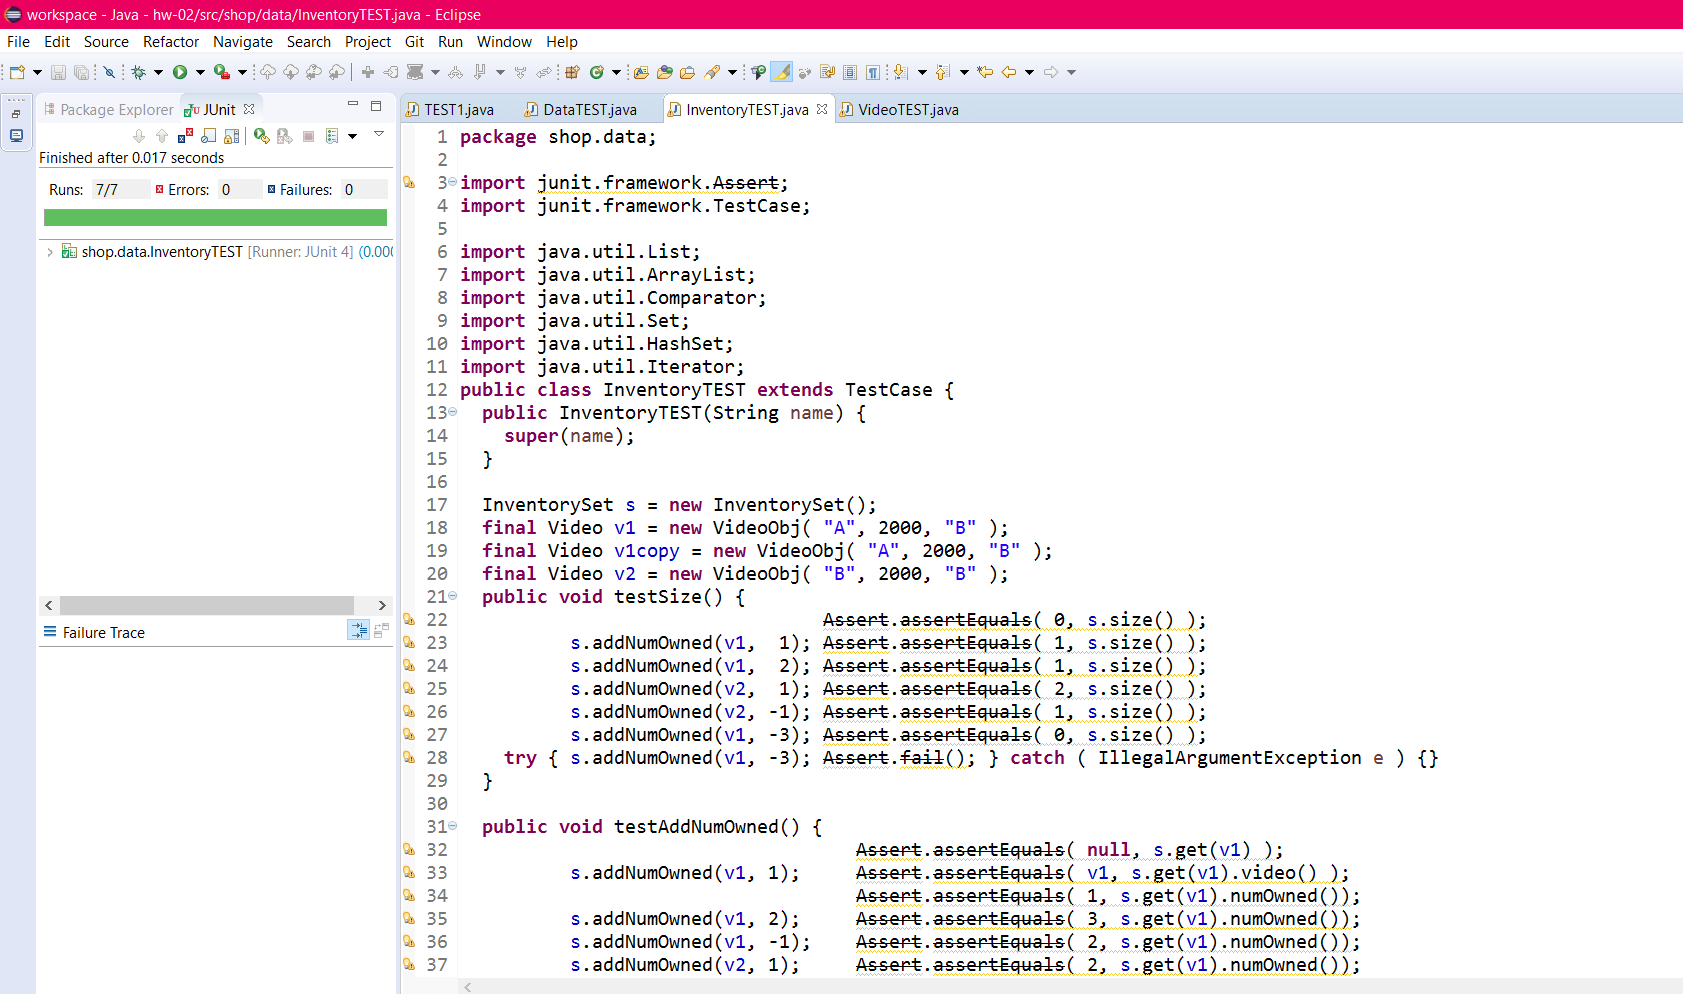 workspace - Java - hw-02/src/shop/data/InventoryTEST.java - Eclipse
File Edit Source Refactor Navigate Search Project Git Run Window Help
Package Explorer JUnit
TEST1.java DataTEST.java InventoryTEST.java VideoTEST.java
Finished after 0.017 seconds
Runs: 7/7 Errors: 0 Failures: 0
shop.data.InventoryTEST [Runner: JUnit 4] (0.000
Failure Trace
1 package shop.data;
2
3 import junit.framework.Assert;
4 import junit.framework.TestCase;
5
6 import java.util.List;
7 import java.util.ArrayList;
8 import java.util.Comparator;
9 import java.util.Set;
10 import java.util.HashSet;
11 import java.util.Iterator;
12 public class InventoryTEST extends TestCase {
13   public InventoryTEST(String name) {
14     super(name);
15   }
16
17   InventorySet s = new InventorySet();
18   final Video v1 = new VideoObj( "A", 2000, "B" );
19   final Video v1copy = new VideoObj( "A", 2000, "B" );
20   final Video v2 = new VideoObj( "B", 2000, "B" );
21   public void testSize() {
22                                  Assert.assertEquals( 0, s.size() );
23           s.addNumOwned(v1,  1); Assert.assertEquals( 1, s.size() );
24           s.addNumOwned(v1,  2); Assert.assertEquals( 1, s.size() );
25           s.addNumOwned(v2,  1); Assert.assertEquals( 2, s.size() );
26           s.addNumOwned(v2, -1); Assert.assertEquals( 1, s.size() );
27           s.addNumOwned(v1, -3); Assert.assertEquals( 0, s.size() );
28     try { s.addNumOwned(v1, -3); Assert.fail(); } catch ( IllegalArgumentException e ) {}
29   }
30
31   public void testAddNumOwned() {
32                                     Assert.assertEquals( null, s.get(v1) );
33           s.addNumOwned(v1, 1);     Assert.assertEquals( v1, s.get(v1).video() );
34                                     Assert.assertEquals( 1, s.get(v1).numOwned());
35           s.addNumOwned(v1, 2);     Assert.assertEquals( 3, s.get(v1).numOwned());
36           s.addNumOwned(v1, -1);    Assert.assertEquals( 2, s.get(v1).numOwned());
37           s.addNumOwned(v2, 1);     Assert.assertEquals( 2, s.get(v1).numOwned());